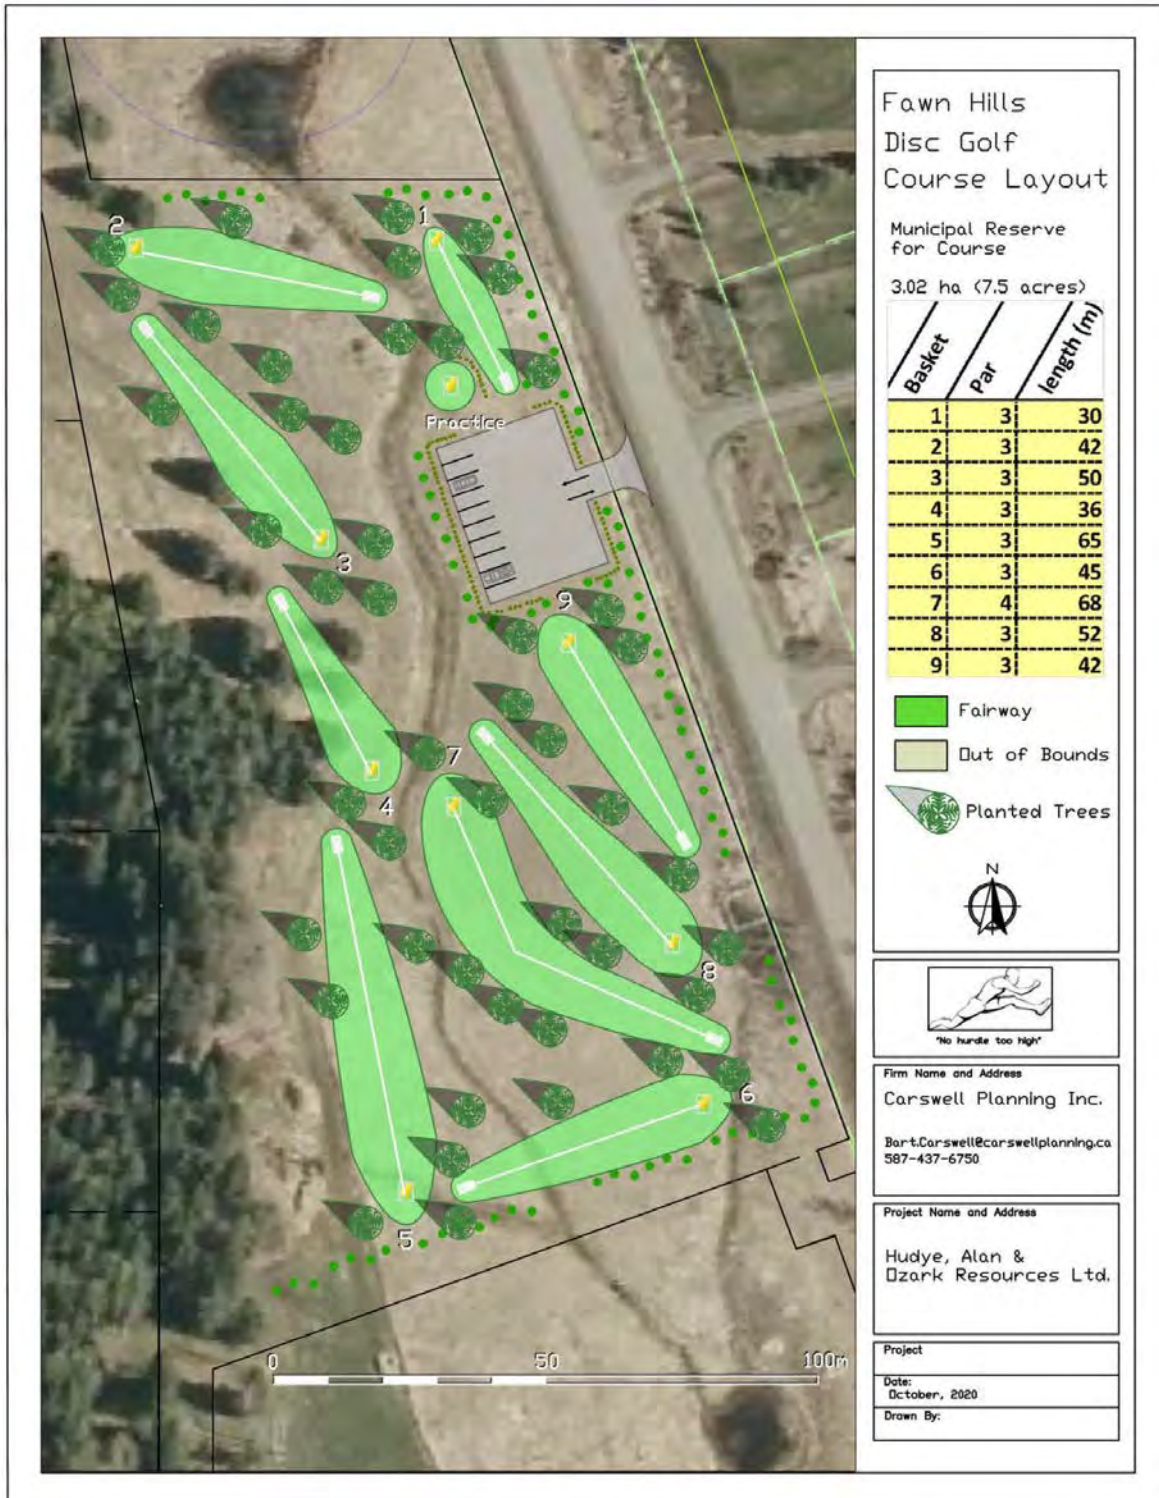 Fawn Hills
Disc Golf
Course Layout
Municipal Reserve
for Course
3.02 ha (7.5 acres)
Basket Par length (m)
1 3 30
2 3 42
3 3 50
4 3 36
5 3 65
6 3 45
7 4 68
8 3 52
9 3 42
Fairway
Out of Bounds
Planted Trees
N
"No hurdle too high"
Firm Name and Address
Carswell Planning Inc.
Bart.Carswell@carswellplanning.ca
587-437-6750
Project Name and Address
Hudye, Alan &
Ozark Resources Ltd.
Project
Date:
October, 2020
Drawn By:
2
1
Practice
3
9
7
4
8
6
5
0 50 100m